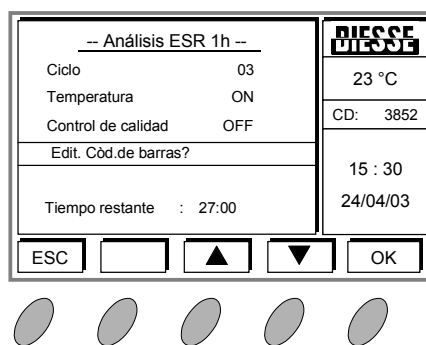 -- Análisis ESR 1h --
Ciclo 03
Temperatura ON
Control de calidad OFF
Edit. Còd.de barras?
Tiempo restante : 27:00
DIESSE
23 °C
CD: 3852
15 : 30
24/04/03
ESC ▲ ▼ OK